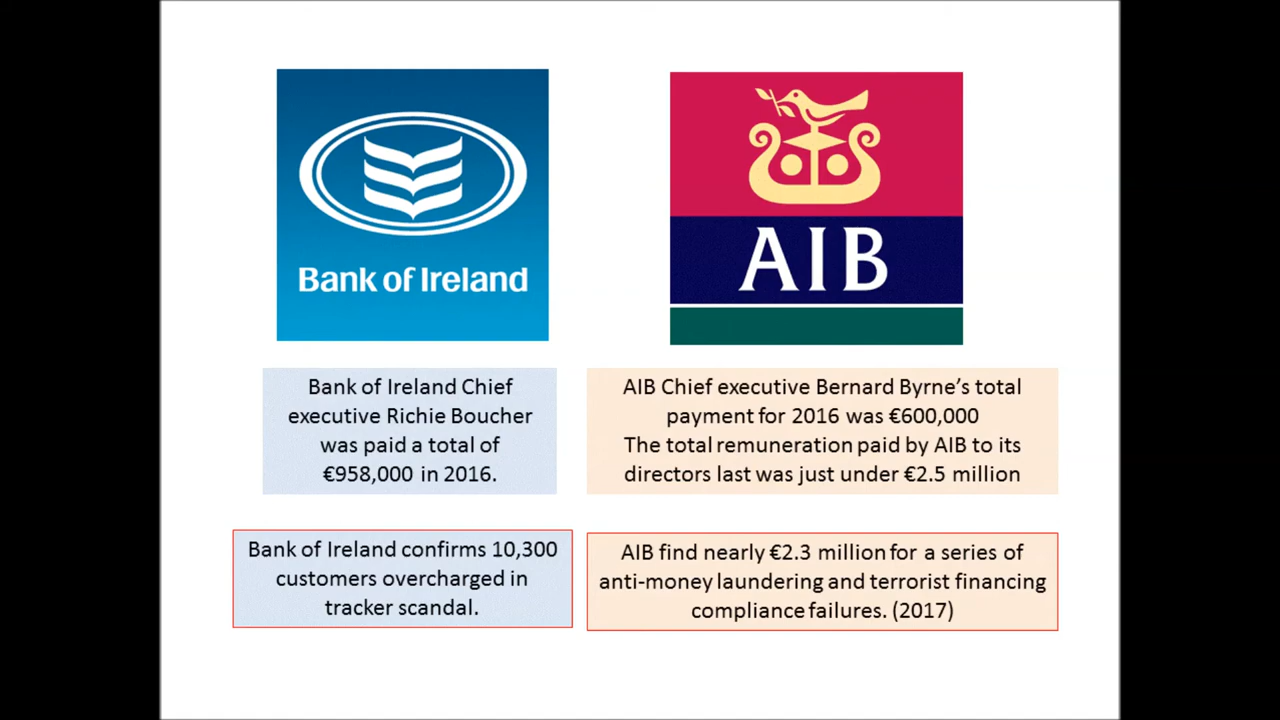 Bank of Ireland
AIB
Bank of Ireland Chief
executive Richie Boucher
was paid a total of
€958,000 in 2016.
AIB Chief executive Bernard Byrne’s total
payment for 2016 was €600,000
The total remuneration paid by AIB to its
directors last was just under €2.5 million
Bank of Ireland confirms 10,300
customers overcharged in
tracker scandal.
AIB find nearly €2.3 million for a series of
anti-money laundering and terrorist financing
compliance failures. (2017)